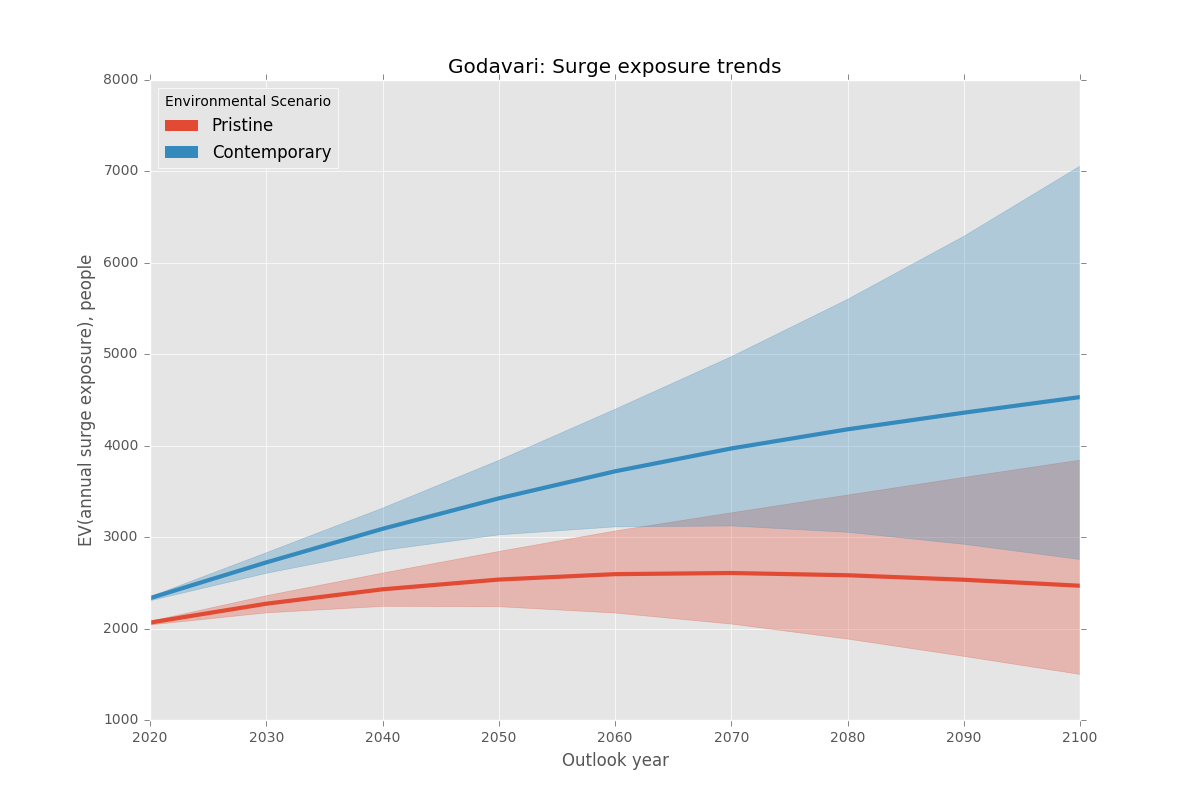 Godavari: Surge exposure trends
Environmental Scenario
Pristine
Contemporary
EV(annual surge exposure), people
8000
7000
6000
5000
4000
3000
2000
1000
2020 2030 2040 2050 2060 2070 2080 2090 2100
Outlook year